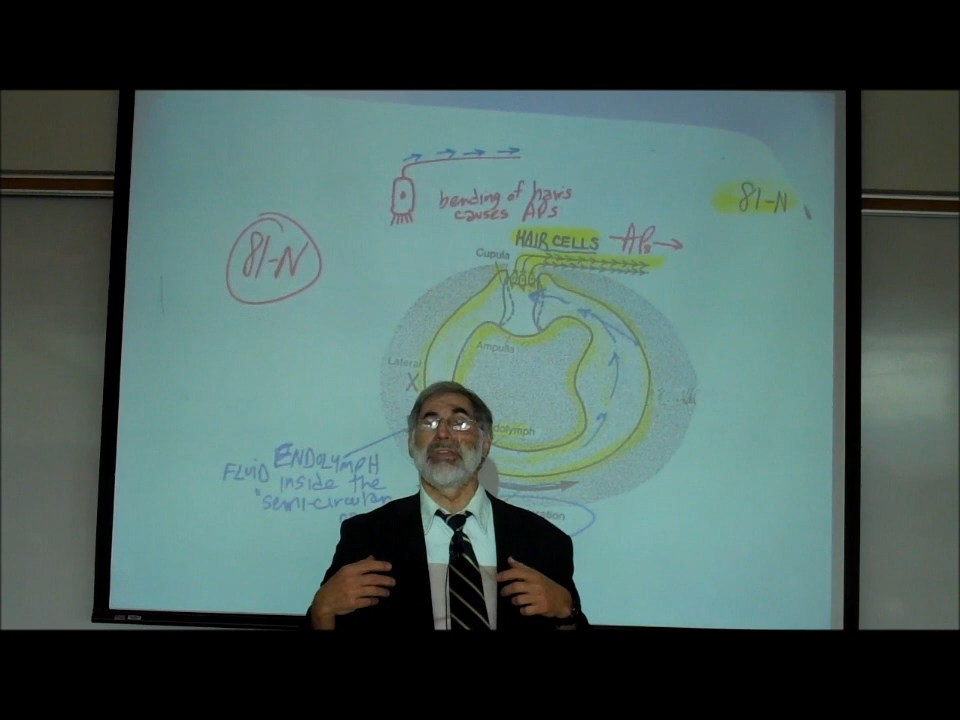 bending of hairs
causes APs
81-N
81-N
HAIR CELLS APs
Cupula
Ampulla
Lateral
X
dolymph
ENDOLYMPH
FLUID inside the
semi-circular